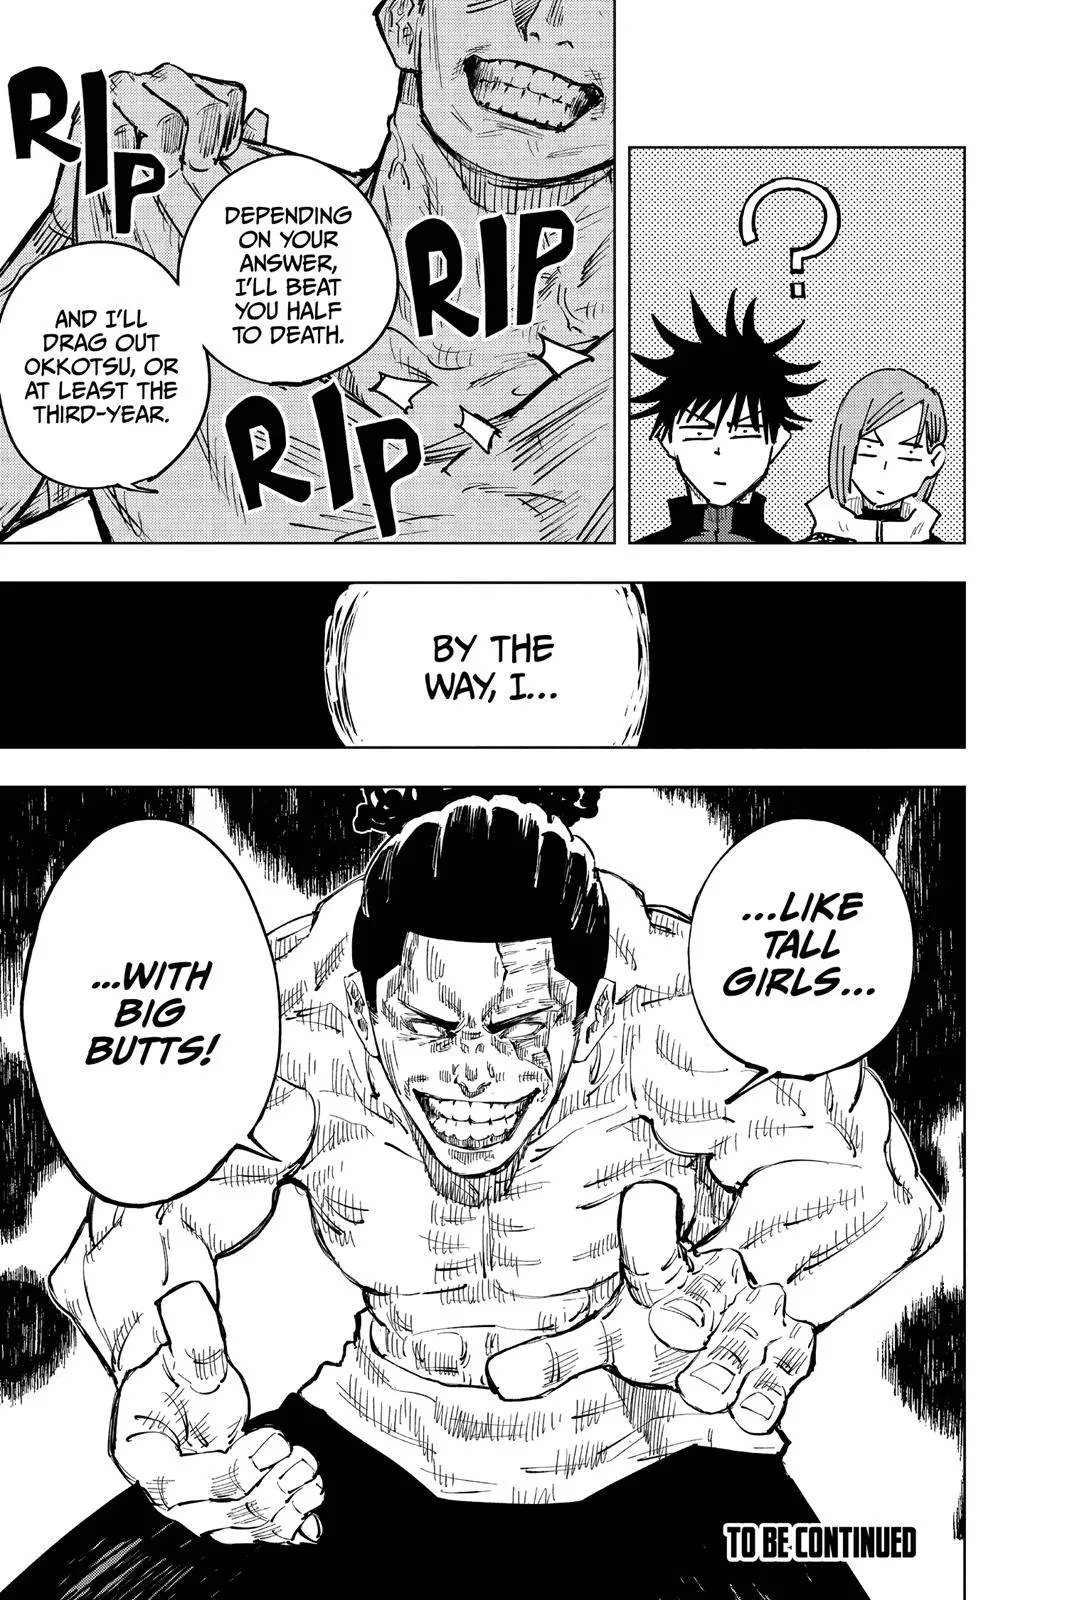 ?
DEPENDING
ON YOUR
ANSWER,
I'LL BEAT
YOU HALF
TO DEATH.
RIP
RIP
RIP
AND I'LL
DRAG OUT
OKKOTSU, OR
AT LEAST THE
THIRD-YEAR.
BY THE
WAY, I...
...LIKE
TALL
GIRLS...
...WITH
BIG
BUTTS!
TO BE CONTINUED